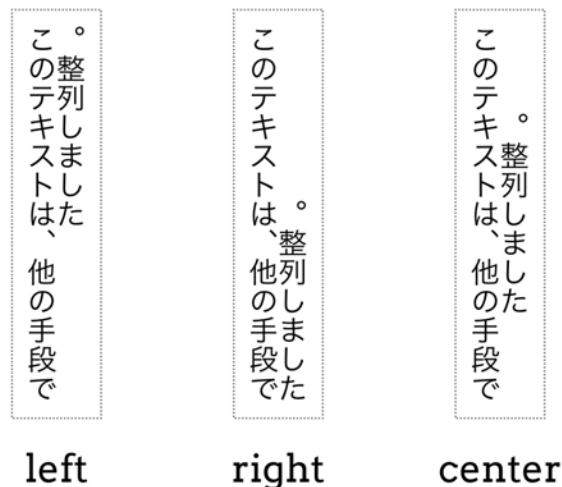 このテキストは、他の手段で
。整列しました
left
このテキストは、他の手段で
。整列しました
right
このテキストは、他の手段で
。整列しました
center